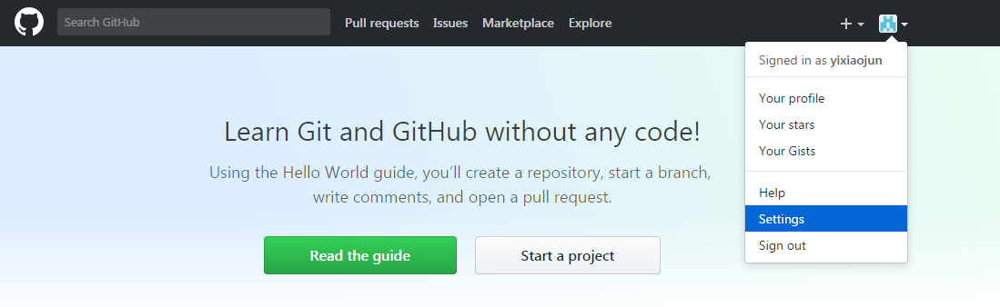 Search GitHub Pull requests Issues Marketplace Explore
Signed in as yixiaojun
Your profile
Your stars
Your Gists
Help
Settings
Sign out
Learn Git and GitHub without any code!
Using the Hello World guide, you’ll create a repository, start a branch,
write comments, and open a pull request.
Read the guide Start a project